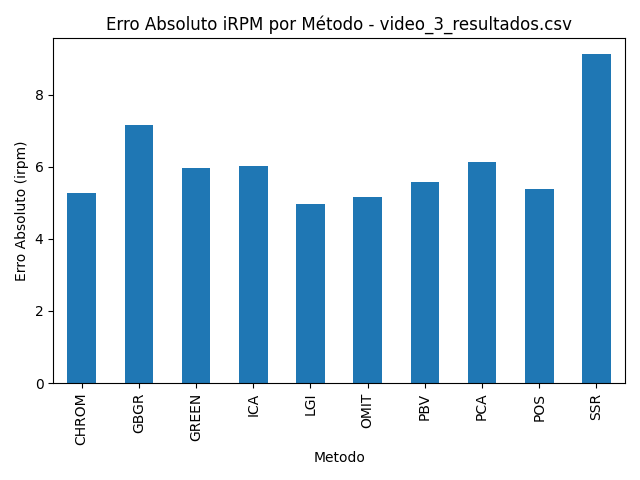 Erro Absoluto iRPM por Método - video_3_resultados.csv
Erro Absoluto (irpm)
8
6
4
2
0
CHROM
GBGR
GREEN
ICA
LGI
OMIT
PBV
PCA
POS
SSR
Metodo